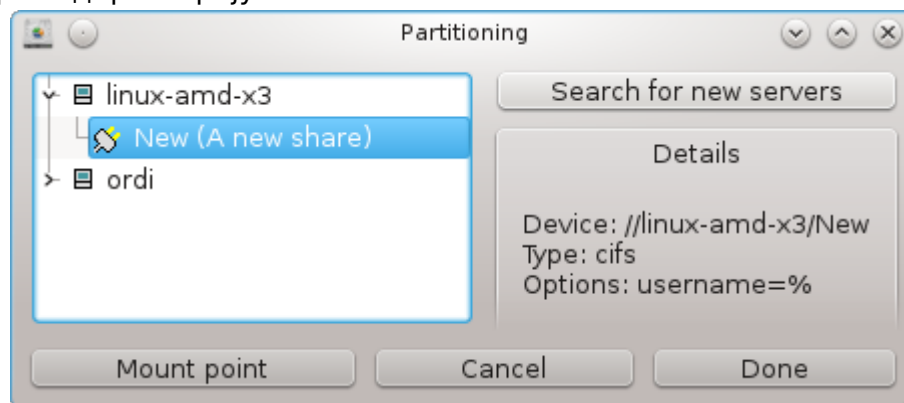 Partitioning
linux-amd-x3
New (A new share)
ordi
Search for new servers
Details
Device: //linux-amd-x3/New
Type: cifs
Options: username=%
Mount point
Cancel
Done